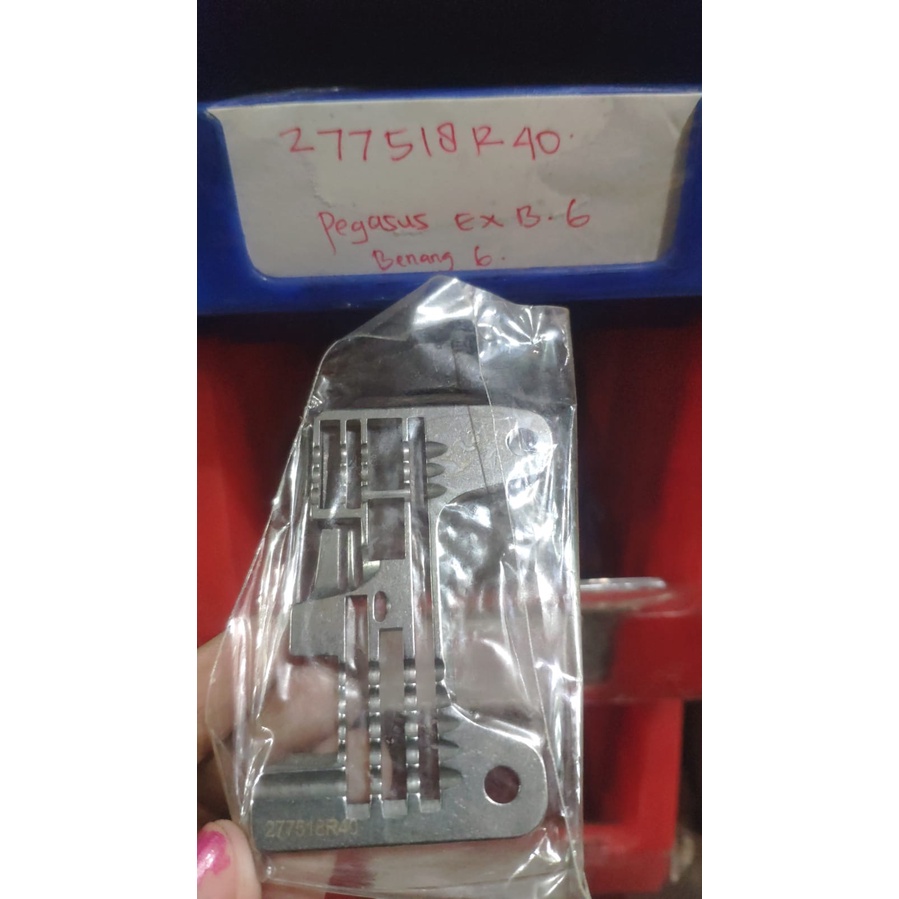 277518R40.
Pegasus EX B.6
Benang 6.
277518R40